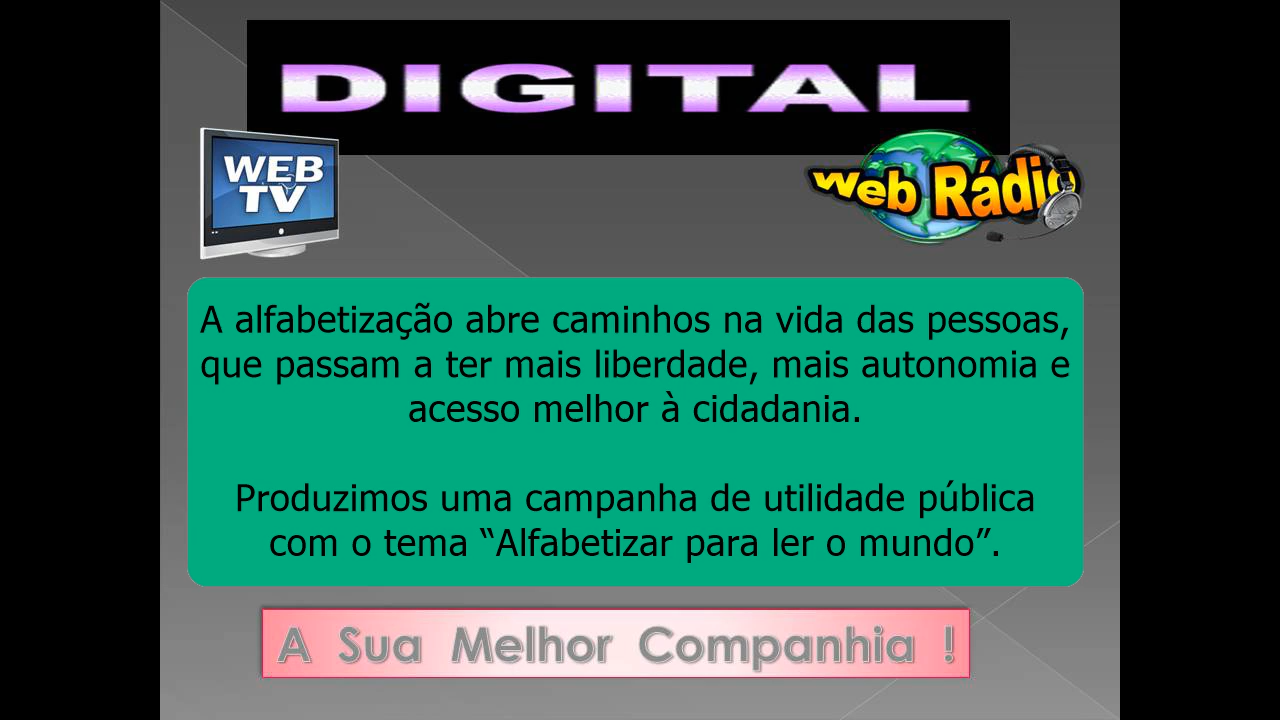 DIGITAL
WEB
TV
Web Rádio
A alfabetização abre caminhos na vida das pessoas,
que passam a ter mais liberdade, mais autonomia e
acesso melhor à cidadania.
Produzimos uma campanha de utilidade pública
com o tema “Alfabetizar para ler o mundo”.
A Sua Melhor Companhia !